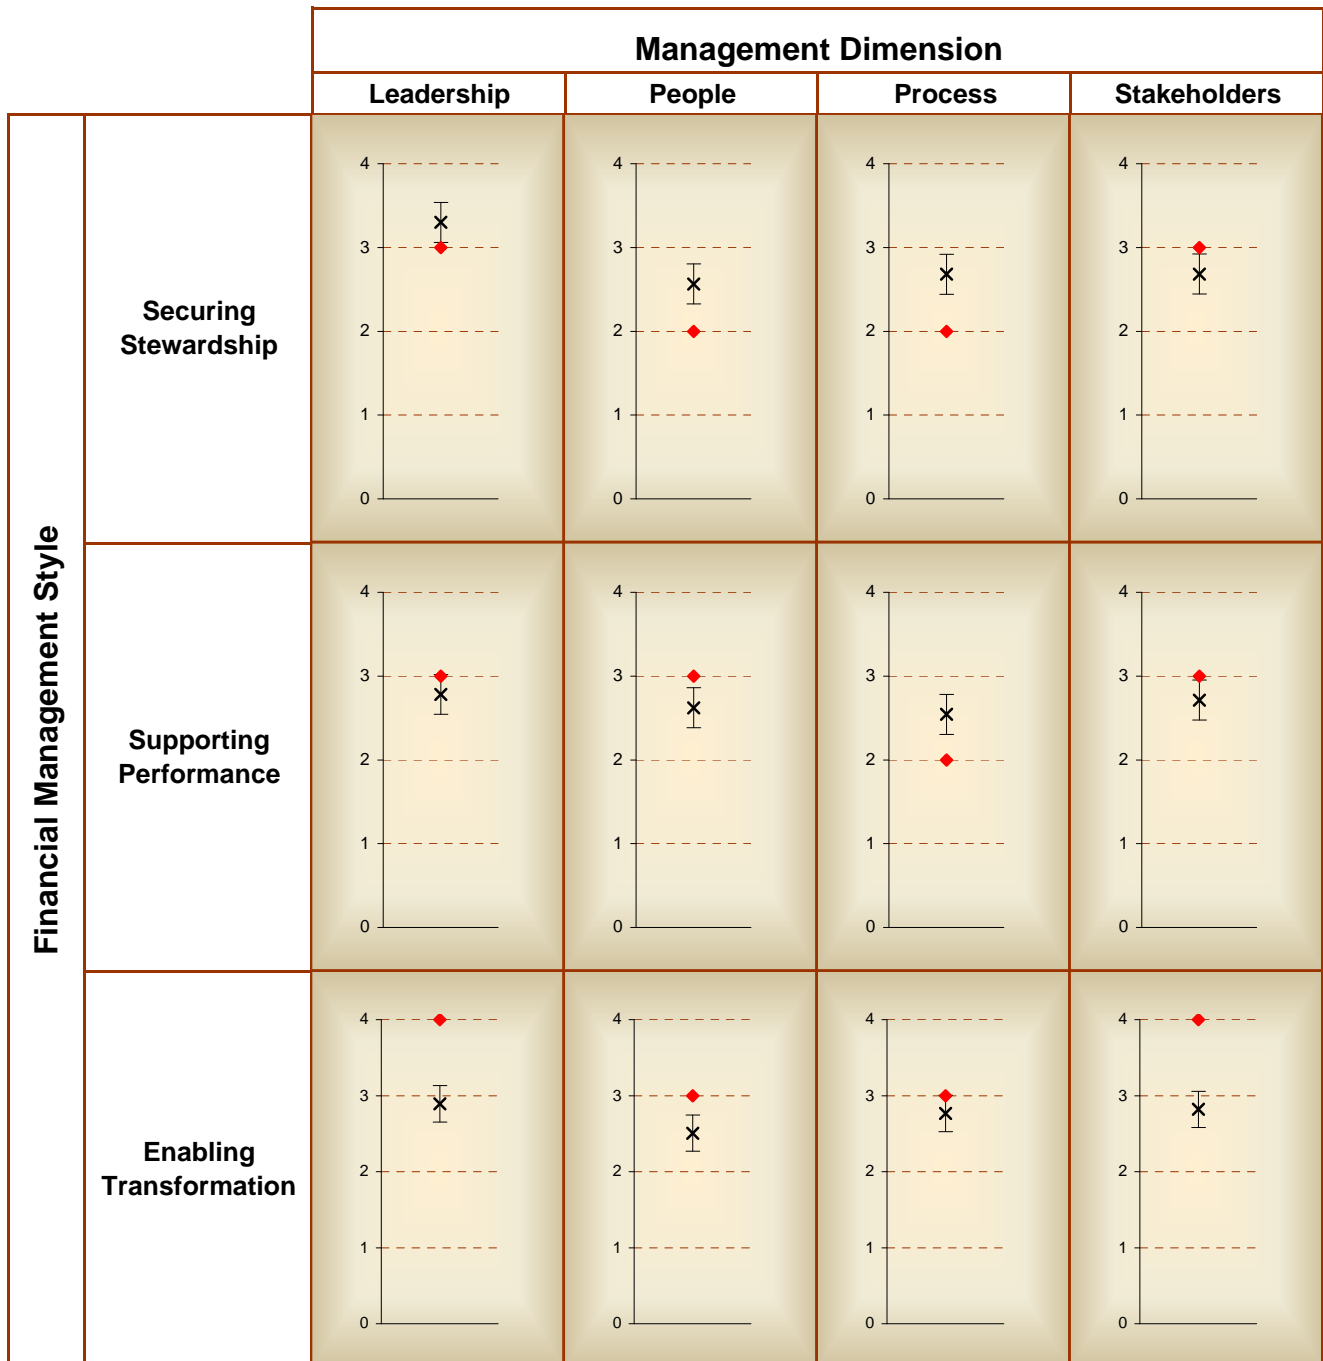 Management Dimension
Leadership People Process Stakeholders
Financial Management Style
Securing
Stewardship
4 4 4 4
3 3 3 3
2 2 2 2
1 1 1 1
0 0 0 0
Supporting
Performance
4 4 4 4
3 3 3 3
2 2 2 2
1 1 1 1
0 0 0 0
Enabling
Transformation
4 4 4 4
3 3 3 3
2 2 2 2
1 1 1 1
0 0 0 0